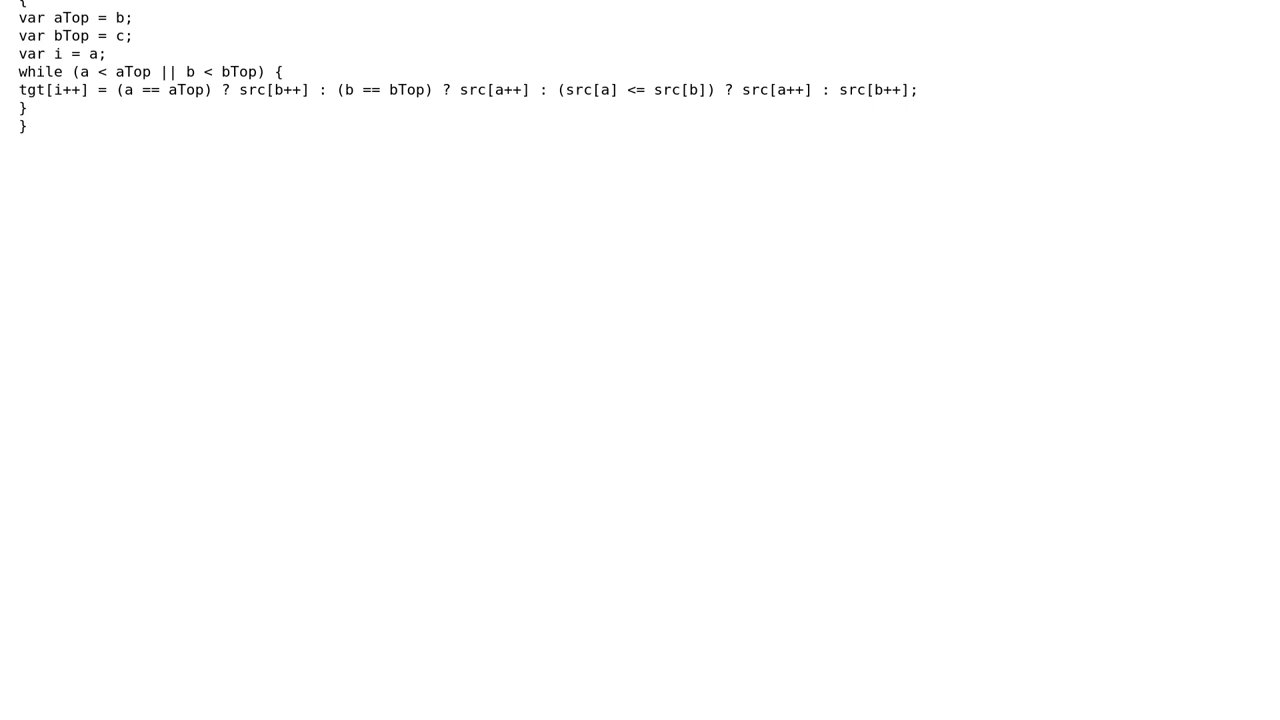 {
var aTop = b;
var bTop = c;
var i = a;
while (a < aTop || b < bTop) {
tgt[i++] = (a == aTop) ? src[b++] : (b == bTop) ? src[a++] : (src[a] <= src[b]) ? src[a++] : src[b++];
}
}